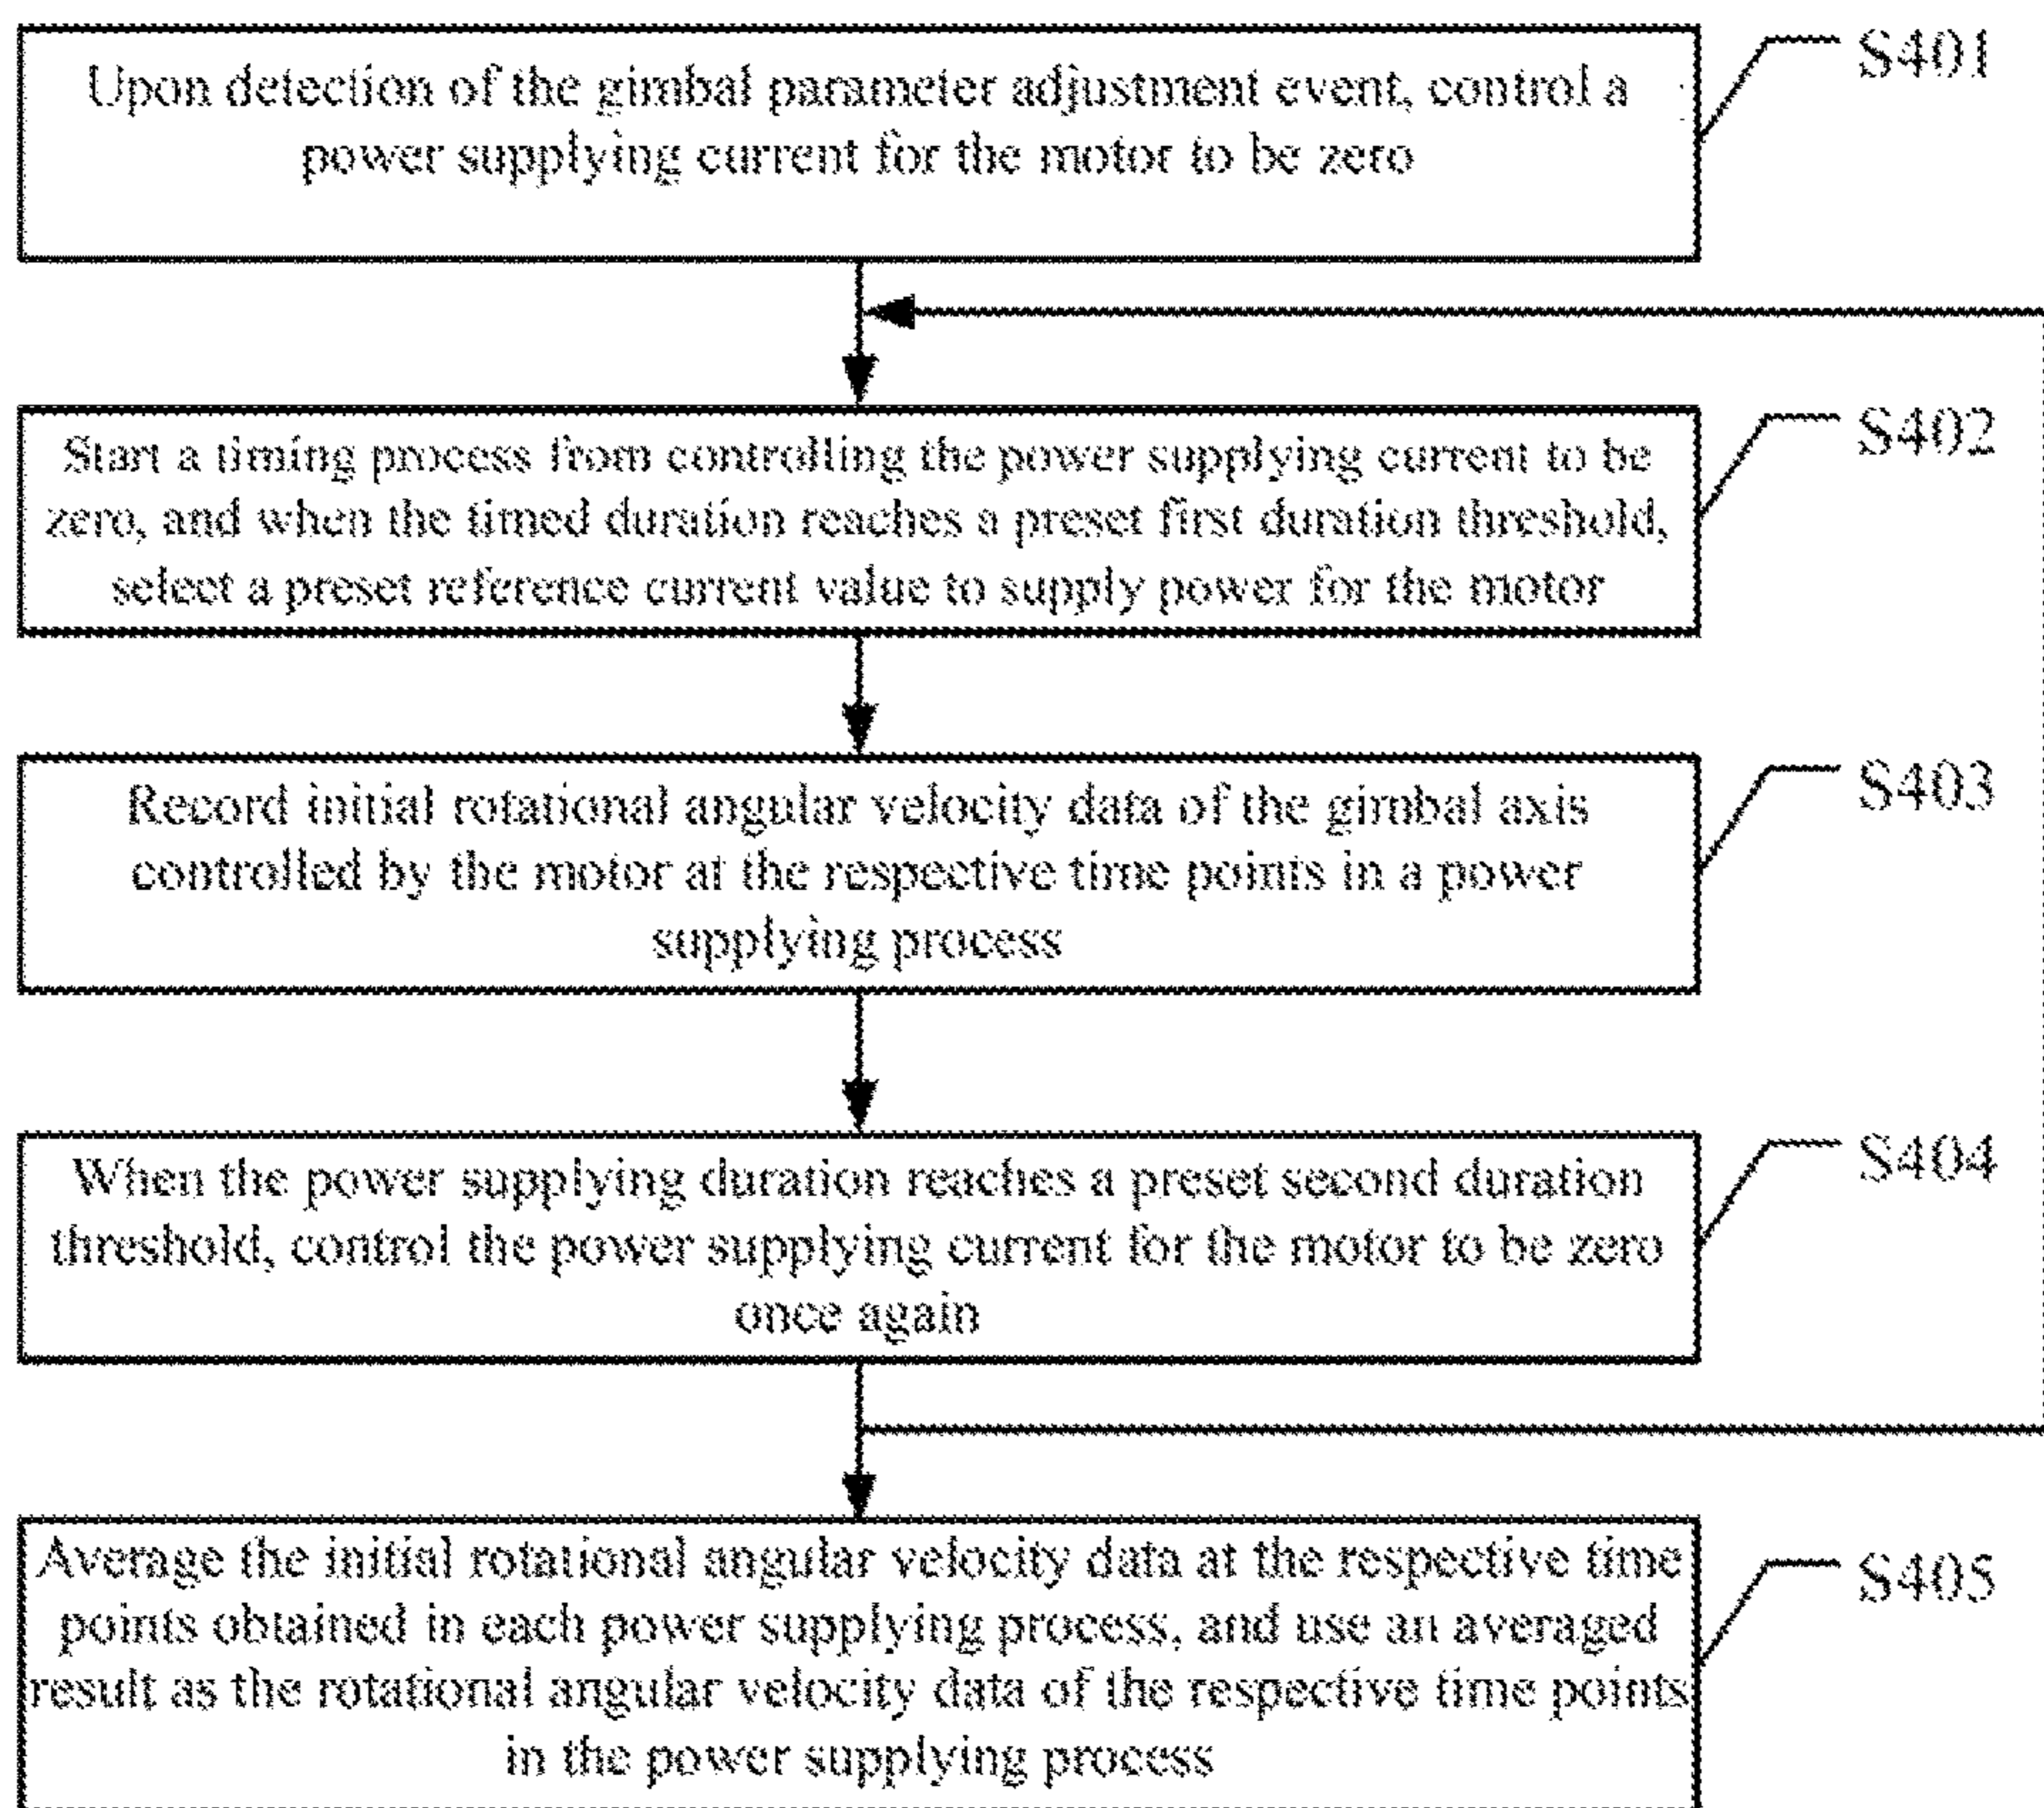 Upon detection of the gimbal parameter adjustment event, control a
power supplying current for the motor to be zero
S401
Start a timing process from controlling the power supplying current to be
zero, and when the timed duration reaches a preset first duration threshold,
select a preset reference current value to supply power for the motor
S402
Record initial rotational angular velocity data of the gimbal axis
controlled by the motor at the respective time points in a power
supplying process
S403
When the power supplying duration reaches a preset second duration
threshold, control the power supplying current for the motor to be zero
once again
S404
Average the initial rotational angular velocity data at the respective time
points obtained in each power supplying process, and use an averaged
result as the rotational angular velocity data of the respective time points
in the power supplying process
S405